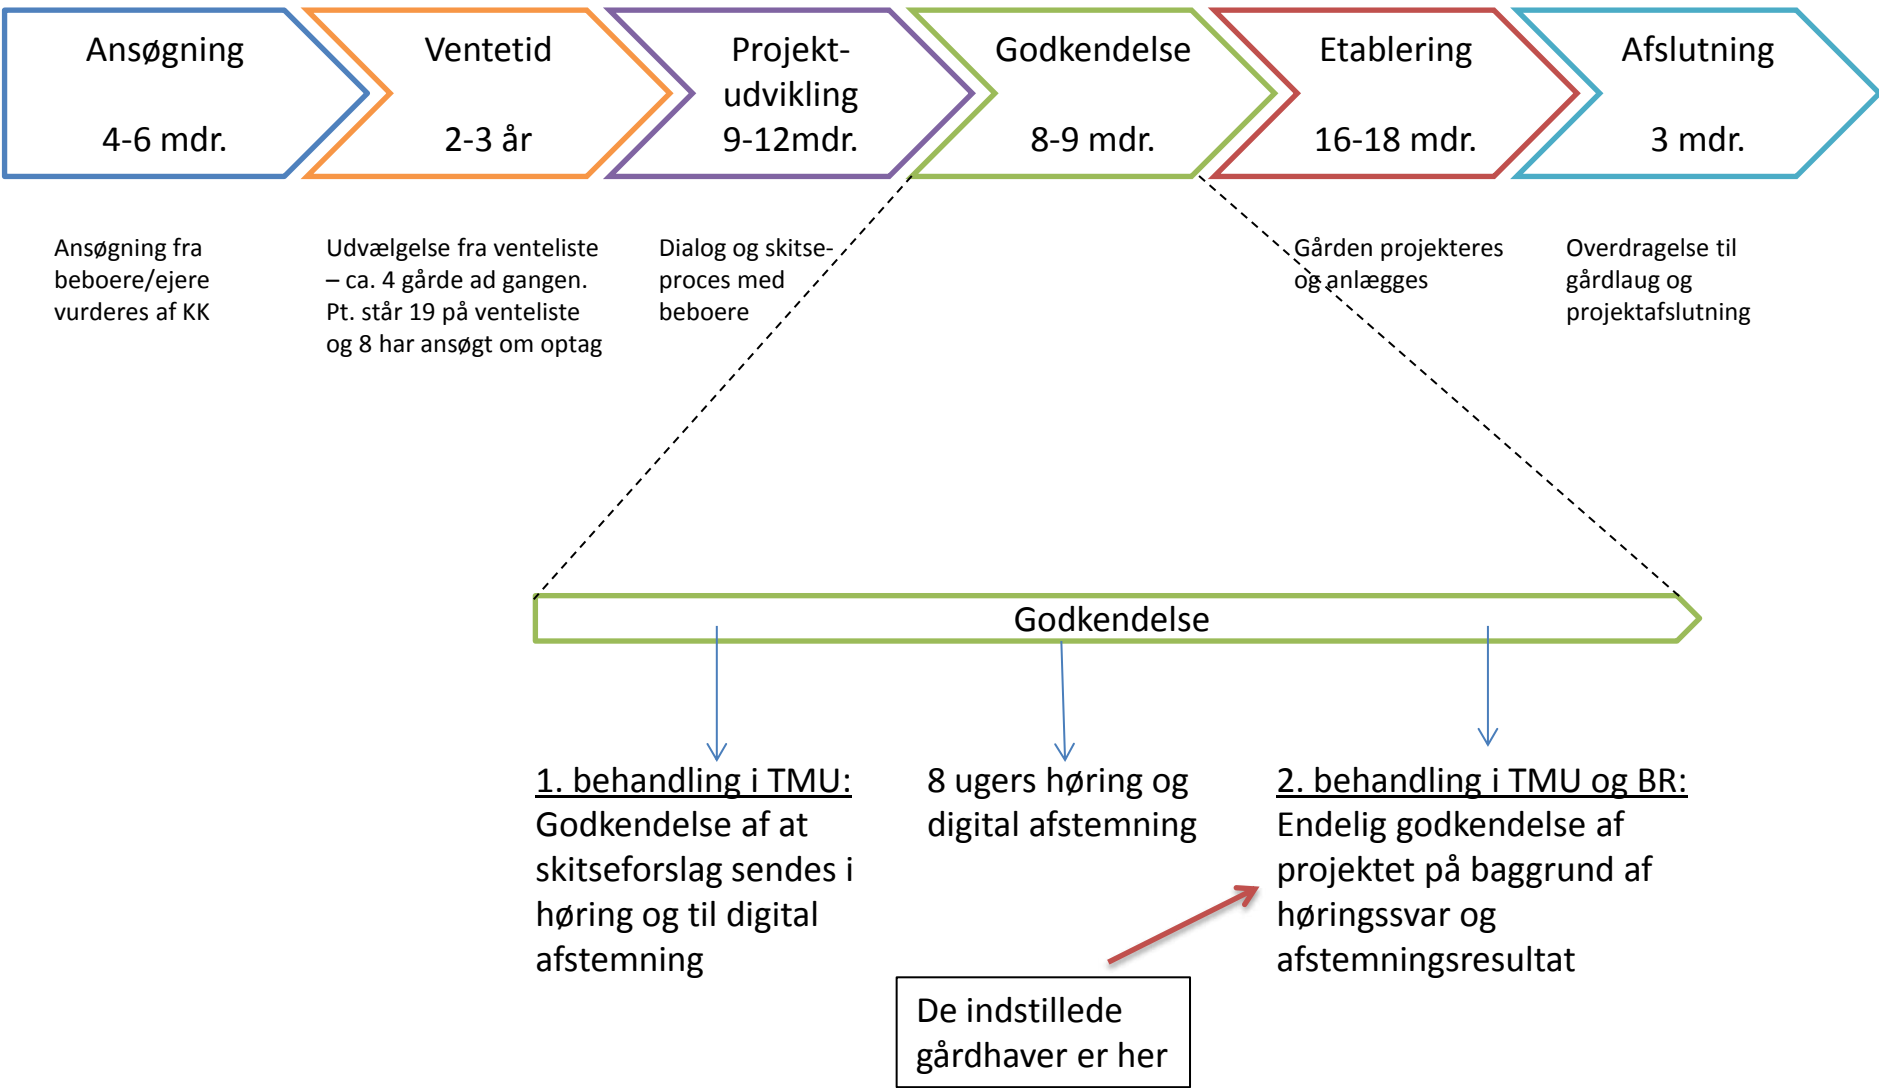 Ansøgning
4-6 mdr.
Ventetid
2-3 år
Projekt-
udvikling
9-12mdr.
Godkendelse
8-9 mdr.
Etablering
16-18 mdr.
Afslutning
3 mdr.
Ansøgning fra
beboere/ejere
vurderes af KK
Udvælgelse fra venteliste
– ca. 4 gårde ad gangen.
Pt. står 19 på venteliste
og 8 har ansøgt om optag
Dialog og skitse-
proces med
beboere
Gården projekteres
og anlægges
Overdragelse til
gårdlaug og
projektafslutning
Godkendelse
1. behandling i TMU:
Godkendelse af at
skitseforslag sendes i
høring og til digital
afstemning
8 ugers høring og
digital afstemning
2. behandling i TMU og BR:
Endelig godkendelse af
projektet på baggrund af
høringssvar og
afstemningsresultat
De indstillede
gårdhaver er her